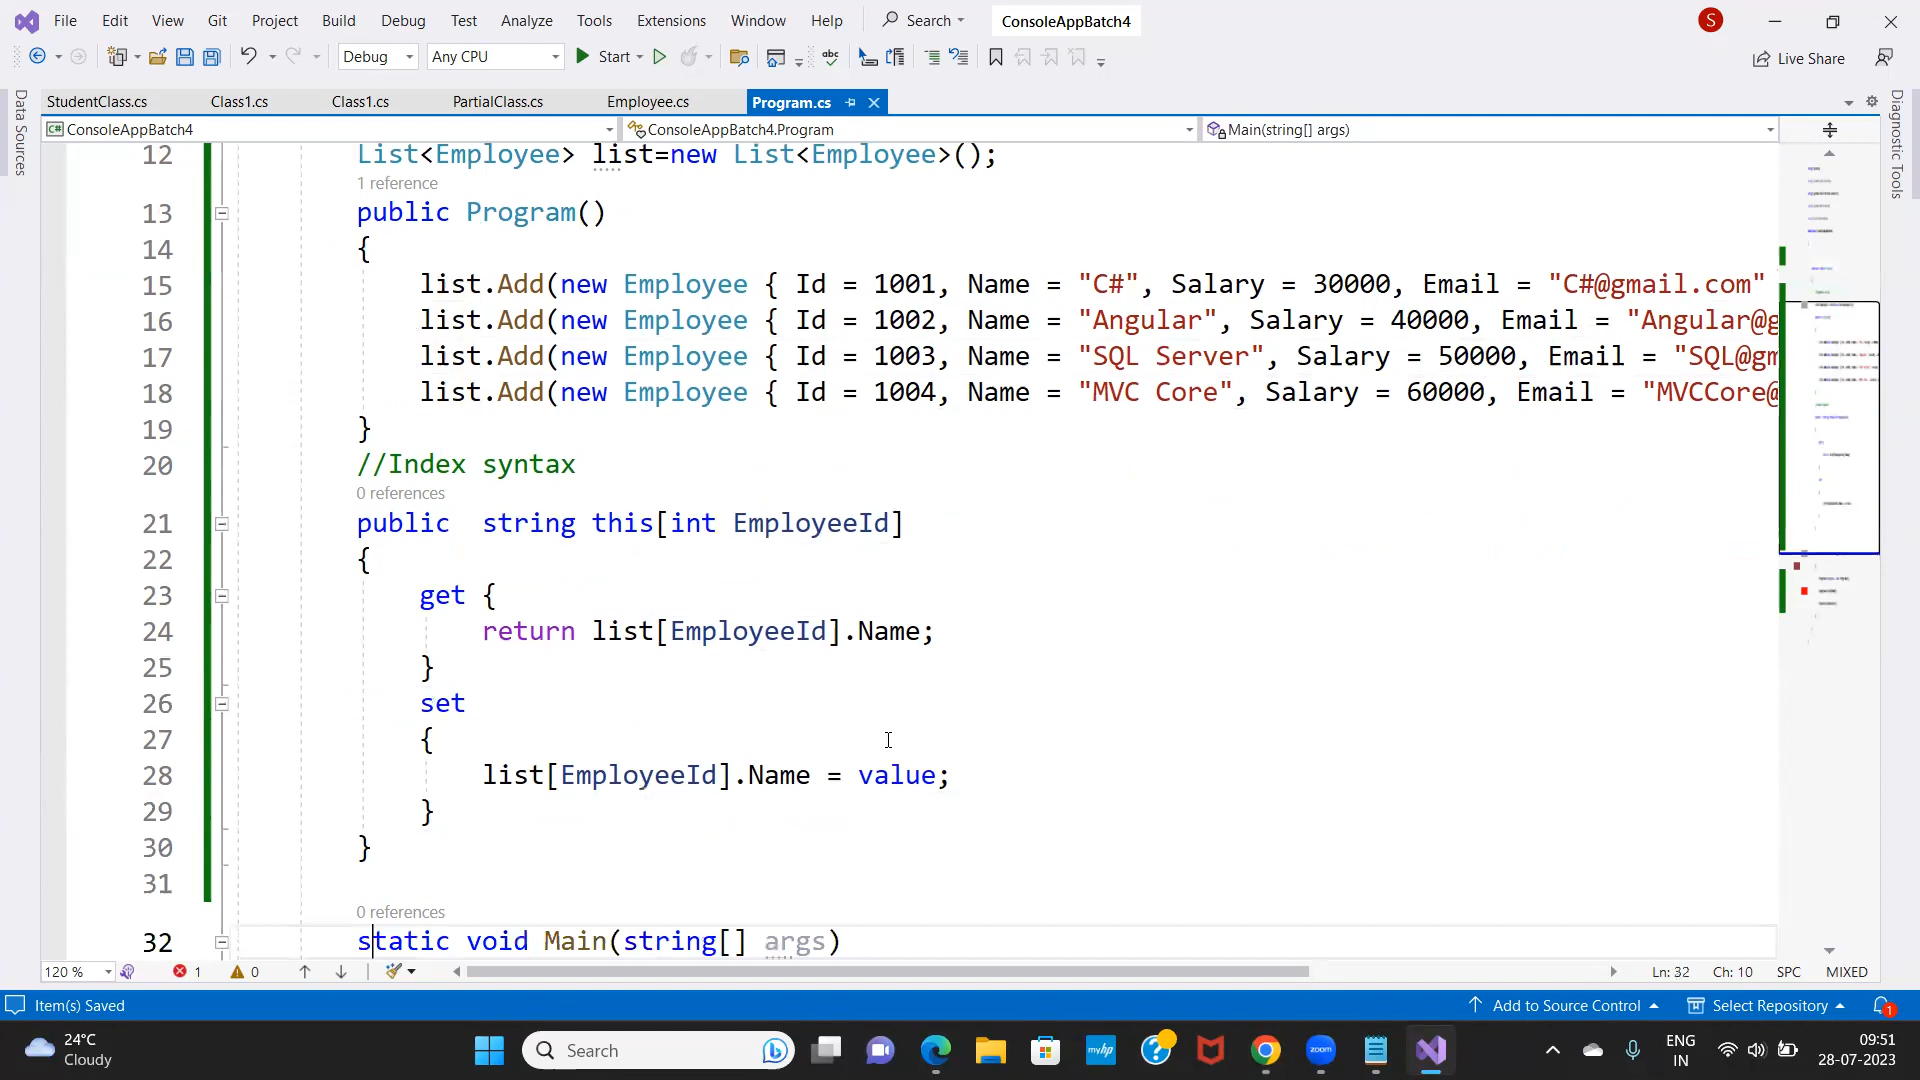 File Edit View Git Project Build Debug Test Analyze Tools Extensions Window Help Search ConsoleAppBatch4 S
Debug Any CPU Start abc Live Share
StudentClass.cs Class1.cs Class1.cs PartialClass.cs Employee.cs Program.cs
C# ConsoleAppBatch4 ConsoleAppBatch4.Program Main(string[] args)
Data Sources
Diagnostic Tools
12 List<Employee> list=new List<Employee>();
1 reference
13 public Program()
14 {
15 list.Add(new Employee { Id = 1001, Name = "C#", Salary = 30000, Email = "C#@gmail.com"
16 list.Add(new Employee { Id = 1002, Name = "Angular", Salary = 40000, Email = "Angular@g
17 list.Add(new Employee { Id = 1003, Name = "SQL Server", Salary = 50000, Email = "SQL@gm
18 list.Add(new Employee { Id = 1004, Name = "MVC Core", Salary = 60000, Email = "MVCCore@
19 }
20 //Index syntax
0 references
21 public  string this[int EmployeeId]
22 {
23 get {
24 return list[EmployeeId].Name;
25 }
26 set
27 {
28 list[EmployeeId].Name = value;
29 }
30 }
31
0 references
32 static void Main(string[] args)
120 % 1 0 Ln: 32 Ch: 10 SPC MIXED
Item(s) Saved Add to Source Control Select Repository 1
24°C
Cloudy
Search myhp zoom
ENG
IN
09:51
28-07-2023